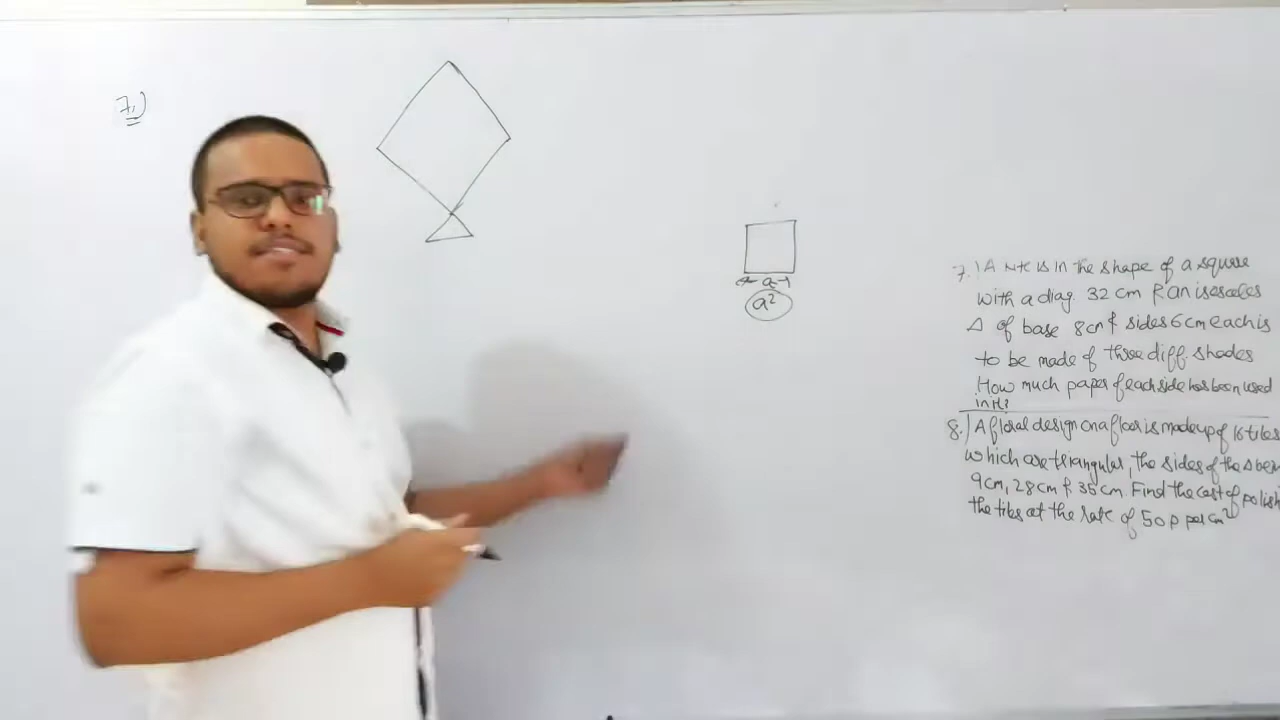 7.)
a
a²
7.) A kite is in the shape of a square
with a diag. 32 cm & an isosceles
Δ of base 8cm & sides 6cm each is
to be made of three diff. shades
How much paper of each side has been used
in it?
8.) A floral design on a floor is made up of 16 tiles
which are triangular, the sides of the Δ bein
9cm, 28cm & 35cm. Find the cost of polish
the tiles at the rate of 50p per cm²